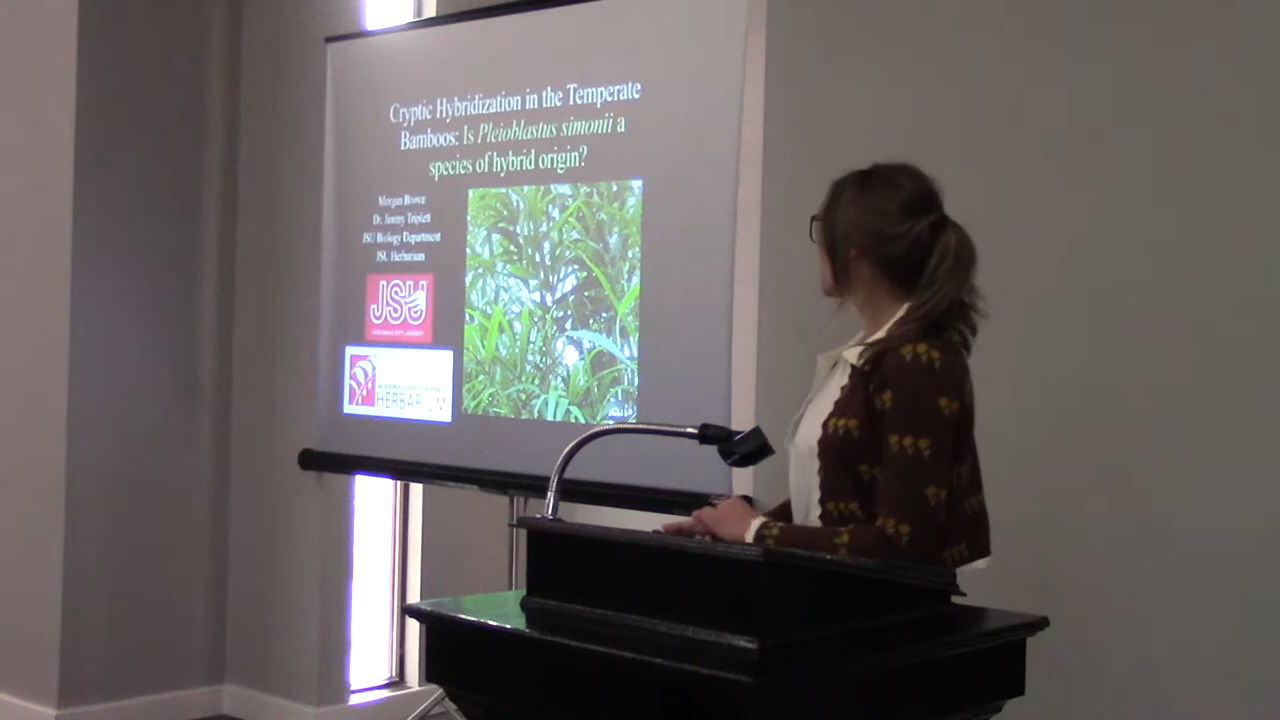 Cryptic Hybridization in the Temperate
Bamboos: Is Pleioblastus simonii a
species of hybrid origin?
Morgan Brown
Dr. Jimmy Triplett
JSU Biology Department
JSU Herbarium
JSU
HERBARIUM